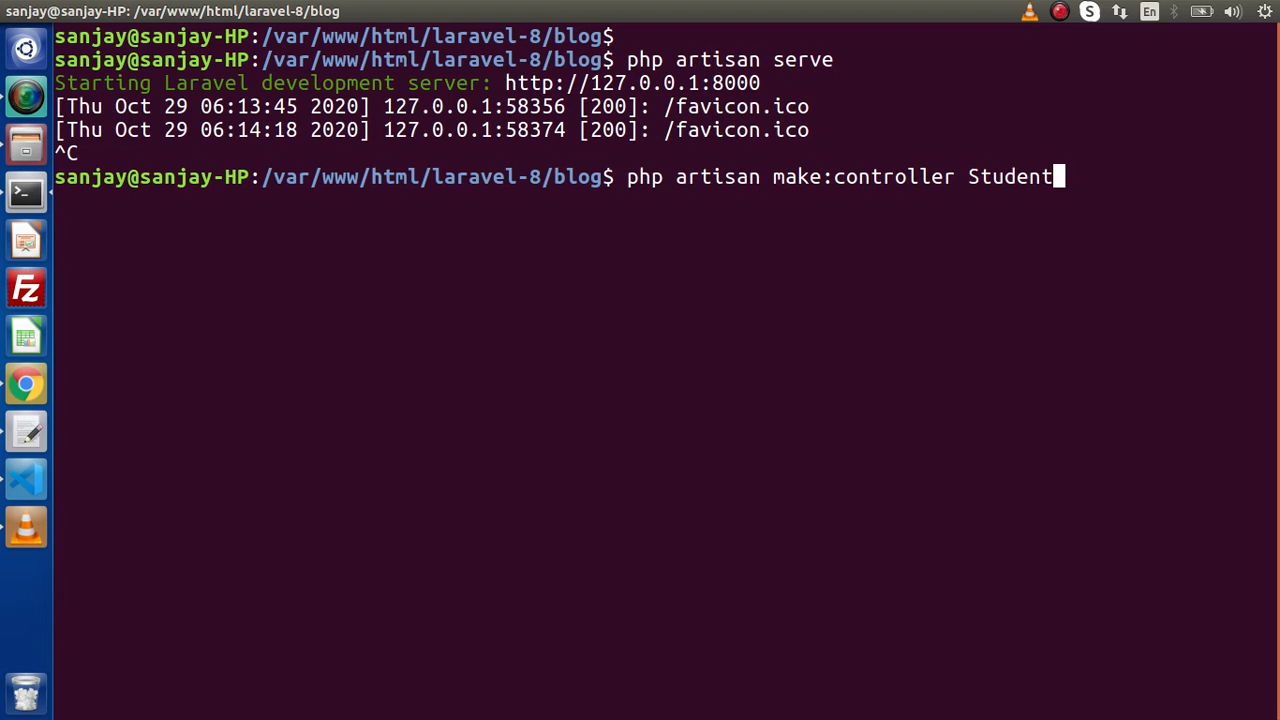 sanjay@sanjay-HP: /var/www/html/laravel-8/blog
En
sanjay@sanjay-HP:/var/www/html/laravel-8/blog$
sanjay@sanjay-HP:/var/www/html/laravel-8/blog$ php artisan serve
Starting Laravel development server: http://127.0.0.1:8000
[Thu Oct 29 06:13:45 2020] 127.0.0.1:58356 [200]: /favicon.ico
[Thu Oct 29 06:14:18 2020] 127.0.0.1:58374 [200]: /favicon.ico
^C
sanjay@sanjay-HP:/var/www/html/laravel-8/blog$ php artisan make:controller Student
Fz